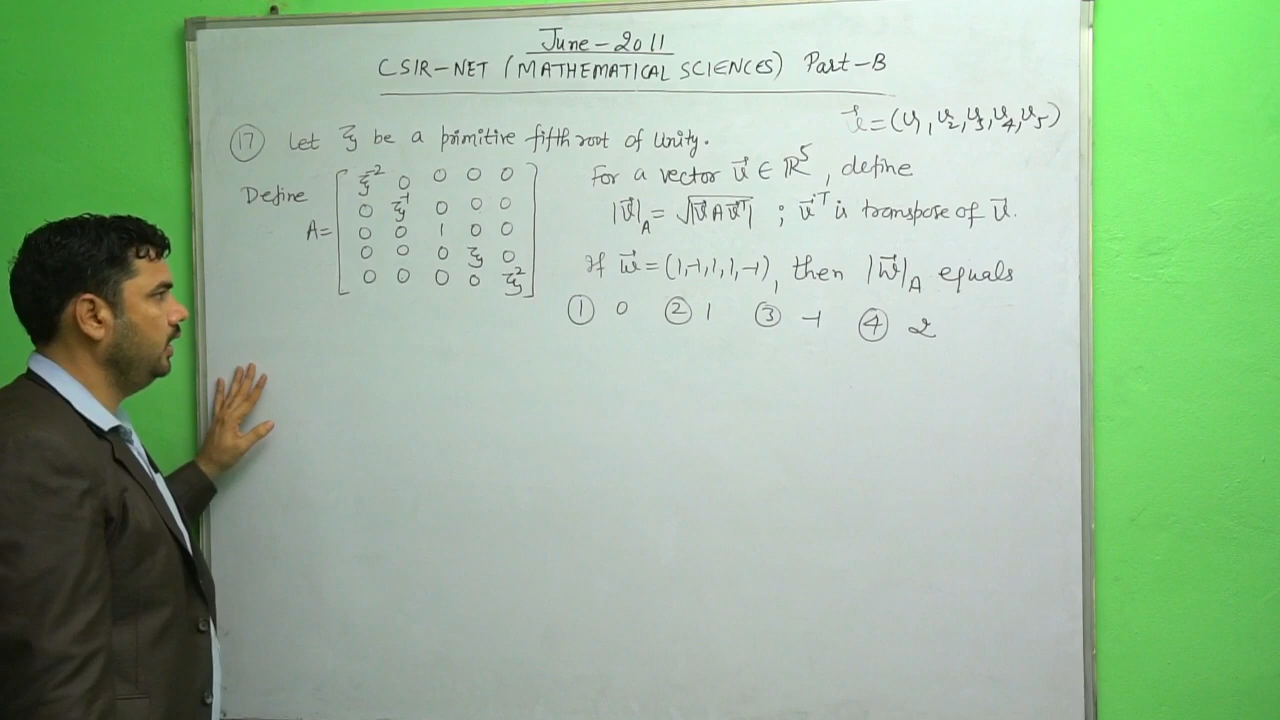 June-2011
CSIR-NET (MATHEMATICAL SCIENCES) Part-B
v⃗=(v₁,v₂,v₃,v₄,v₅)
⑰ Let ξ be a primitive fifth root of Unity.
Define
A=
[ ξ⁻² 0 0 0 0
0 ξ⁻¹ 0 0 0
0 0 1 0 0
0 0 0 ξ 0
0 0 0 0 ξ² ]
For a vector v⃗ ∈ ℝ⁵, define
|v⃗|_A = √|v⃗Av⃗ᵀ| ; v⃗ᵀ is transpose of v⃗.
If w⃗=(1,-1,1,1,-1), then |w⃗|_A equals
① 0 ② 1 ③ -1 ④ 2